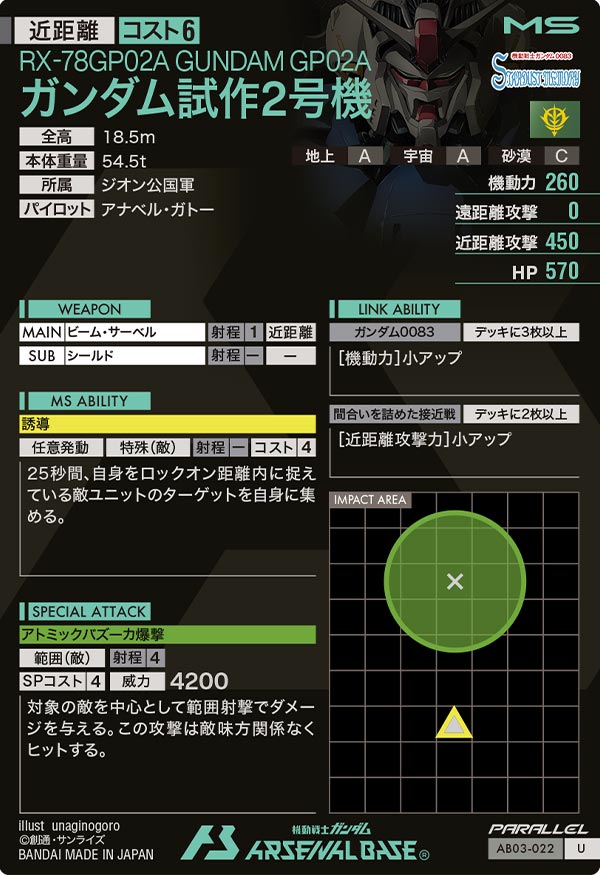 近距離 コスト6
MS
RX-78GP02A GUNDAM GP02A
ガンダム試作2号機
機動戦士ガンダム0083
STARDUST MEMORY
全高 18.5m
本体重量 54.5t
所属 ジオン公国軍
パイロット アナベル・ガトー
地上 A 宇宙 A 砂漠 C
機動力 260
遠距離攻撃 0
近距離攻撃 450
HP 570
WEAPON
MAIN ビーム・サーベル 射程 1 近距離
SUB シールド 射程 — —
MS ABILITY
誘導
任意発動 特殊(敵) 射程 — コスト 4
25秒間、自身をロックオン距離内に捉え
ている敵ユニットのターゲットを自身に集
める。
SPECIAL ATTACK
アトミックバズーカ爆撃
範囲(敵) 射程 4
SPコスト 4 威力 4200
対象の敵を中心として範囲射撃でダメー
ジを与える。この攻撃は敵味方関係なく
ヒットする。
LINK ABILITY
ガンダム0083 デッキに3枚以上
[機動力]小アップ
間合いを詰めた接近戦 デッキに2枚以上
[近距離攻撃力]小アップ
IMPACT AREA
illust unaginogoro
©創通・サンライズ
BANDAI MADE IN JAPAN
機動戦士ガンダム
ARSENAL BASE®
PARALLEL
AB03-022 U